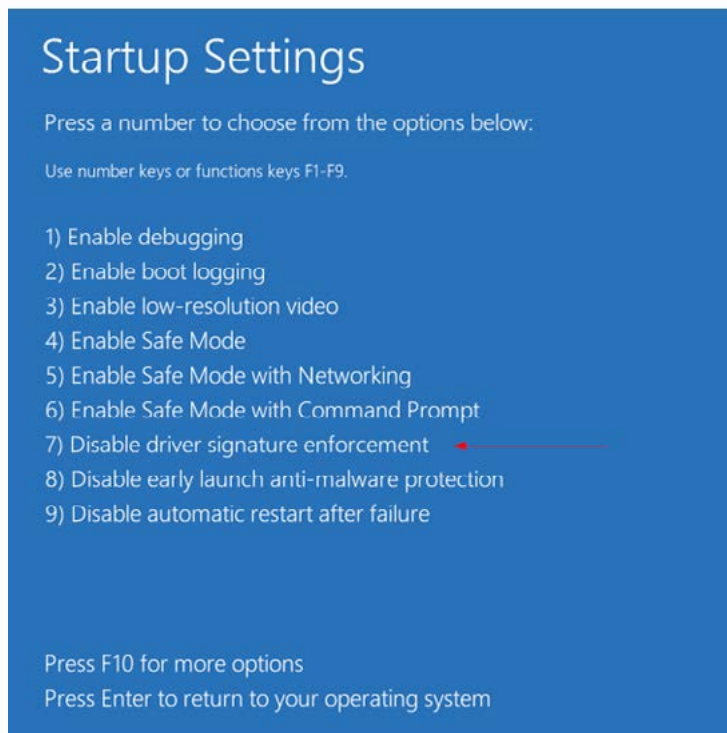 Startup Settings
Press a number to choose from the options below:
Use number keys or functions keys F1-F9.
1) Enable debugging
2) Enable boot logging
3) Enable low-resolution video
4) Enable Safe Mode
5) Enable Safe Mode with Networking
6) Enable Safe Mode with Command Prompt
7) Disable driver signature enforcement
8) Disable early launch anti-malware protection
9) Disable automatic restart after failure
Press F10 for more options
Press Enter to return to your operating system